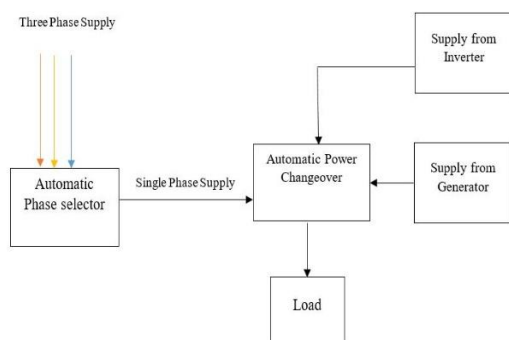 Three Phase Supply
Supply from
Inverter
Automatic Power
Changeover
Supply from
Generator
Automatic
Phase selector
Single Phase Supply
Load